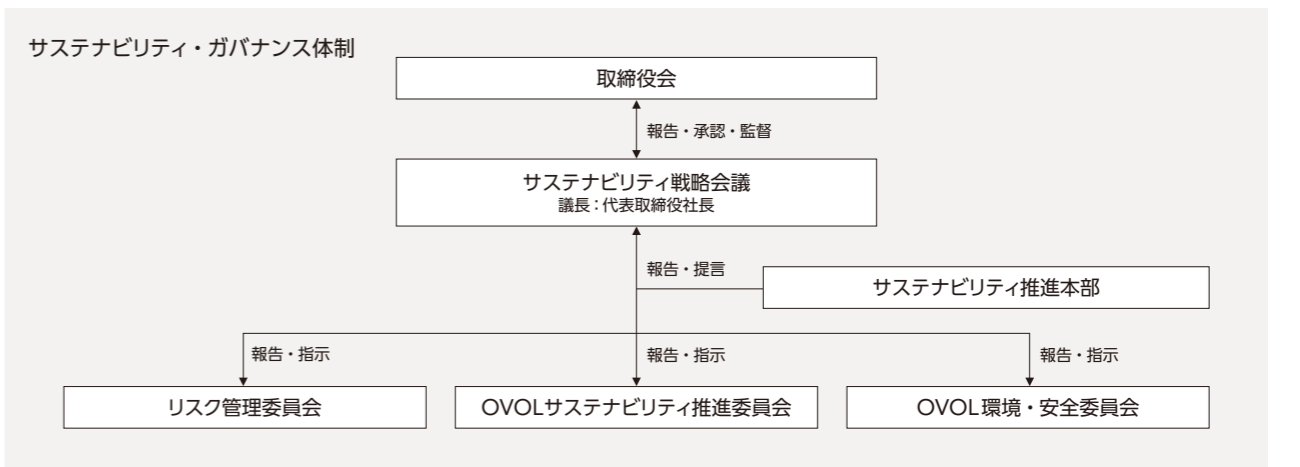 サステナビリティ・ガバナンス体制
取締役会
報告・承認・監督
サステナビリティ戦略会議
議長：代表取締役社長
報告・提言
サステナビリティ推進本部
報告・指示
報告・指示
報告・指示
リスク管理委員会
OVOLサステナビリティ推進委員会
OVOL環境・安全委員会